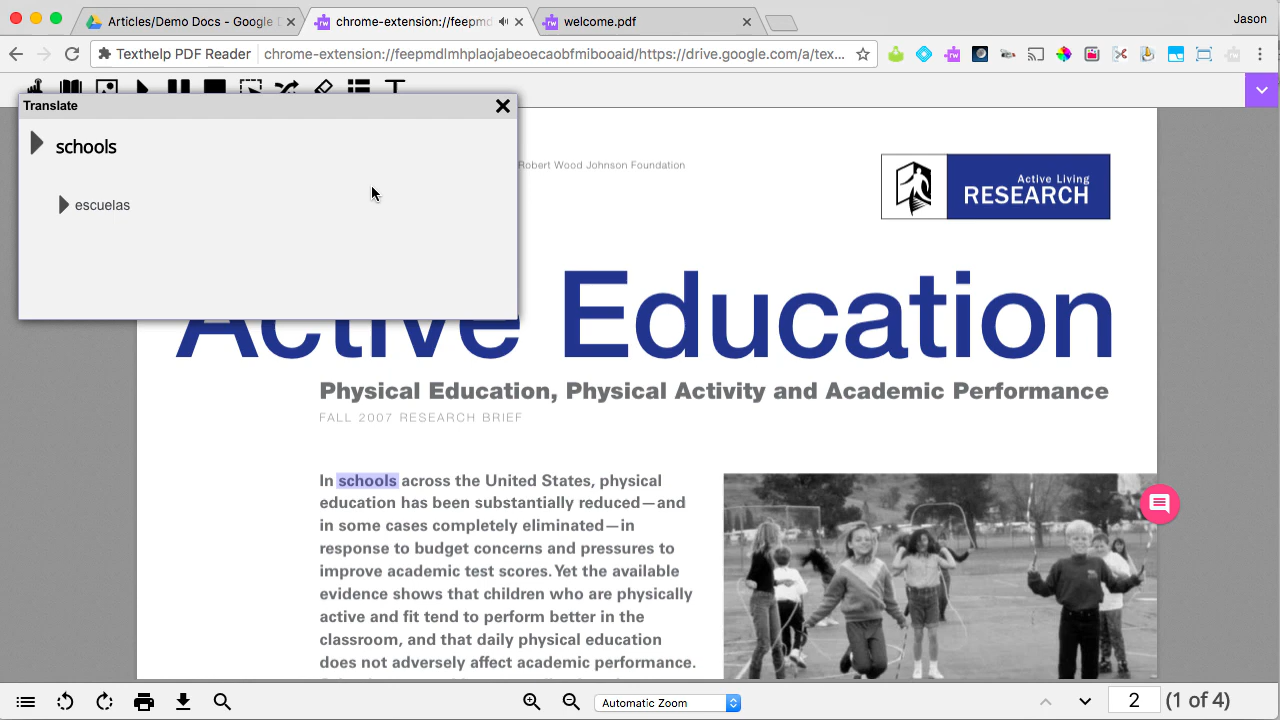 Articles/Demo Docs - Google
chrome-extension://feepmd
welcome.pdf
Jason
Texthelp PDF Reader
chrome-extension://feepmdlmhplaojabeoecaobfmibooaid/https://drive.google.com/a/tex...
Translate
schools
escuelas
Robert Wood Johnson Foundation
Active Living
RESEARCH
Active Education
Physical Education, Physical Activity and Academic Performance
FALL 2007 RESEARCH BRIEF
In schools across the United States, physical
education has been substantially reduced—and
in some cases completely eliminated—in
response to budget concerns and pressures to
improve academic test scores. Yet the available
evidence shows that children who are physically
active and fit tend to perform better in the
classroom, and that daily physical education
does not adversely affect academic performance.
Automatic Zoom
2
(1 of 4)